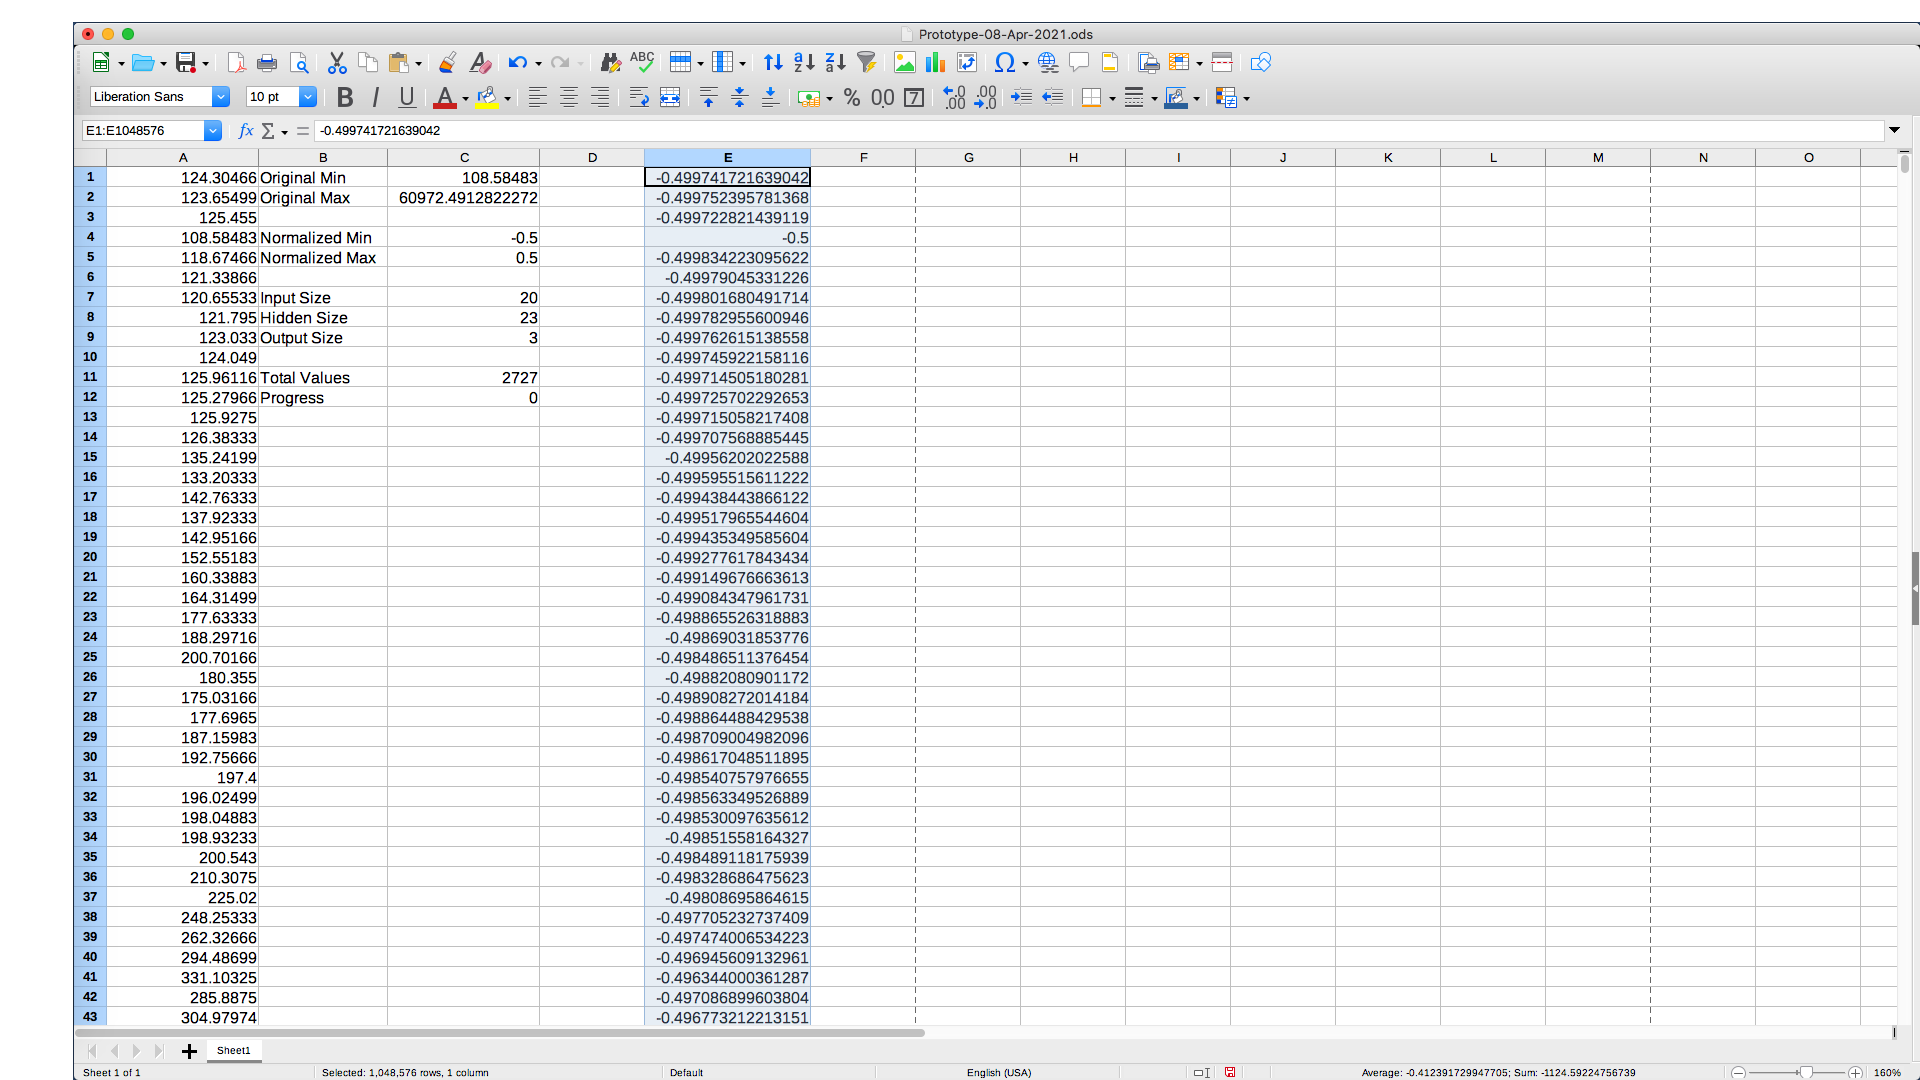 Prototype-08-Apr-2021.ods
Liberation Sans 10 pt
E1:E1048576 -0.499741721639042
A B C D E F G H I J K L M N O
1 124.30466 Original Min 108.58483 -0.499741721639042
2 123.65499 Original Max 60972.4912822272 -0.499752395781368
3 125.455 -0.499722821439119
4 108.58483 Normalized Min -0.5 -0.5
5 118.67466 Normalized Max 0.5 -0.499834223095622
6 121.33866 -0.49979045331226
7 120.65533 Input Size 20 -0.499801680491714
8 121.795 Hidden Size 23 -0.499782955600946
9 123.033 Output Size 3 -0.499762615138558
10 124.049 -0.499745922158116
11 125.96116 Total Values 2727 -0.499714505180281
12 125.27966 Progress 0 -0.499725702292653
13 125.9275 -0.499715058217408
14 126.38333 -0.499707568885445
15 135.24199 -0.49956202022588
16 133.20333 -0.499595515611222
17 142.76333 -0.499438443866122
18 137.92333 -0.499517965544604
19 142.95166 -0.499435349585604
20 152.55183 -0.499277617843434
21 160.33883 -0.499149676663613
22 164.31499 -0.499084347961731
23 177.63333 -0.498865526318883
24 188.29716 -0.49869031853776
25 200.70166 -0.498486511376454
26 180.355 -0.49882080901172
27 175.03166 -0.498908272014184
28 177.6965 -0.498864488429538
29 187.15983 -0.498709004982096
30 192.75666 -0.498617048511895
31 197.4 -0.498540757976655
32 196.02499 -0.498563349526889
33 198.04883 -0.498530097635612
34 198.93233 -0.49851558164327
35 200.543 -0.498489118175939
36 210.3075 -0.498328686475623
37 225.02 -0.49808695864615
38 248.25333 -0.497705232737409
39 262.32666 -0.497474006534223
40 294.48699 -0.496945609132961
41 331.10325 -0.496344000361287
42 285.8875 -0.497086899603804
43 304.97974 -0.496773212213151
Sheet1
Sheet 1 of 1 Selected: 1,048,576 rows, 1 column Default English (USA) Average: -0.412391729947705; Sum: -1124.59224756739 160%